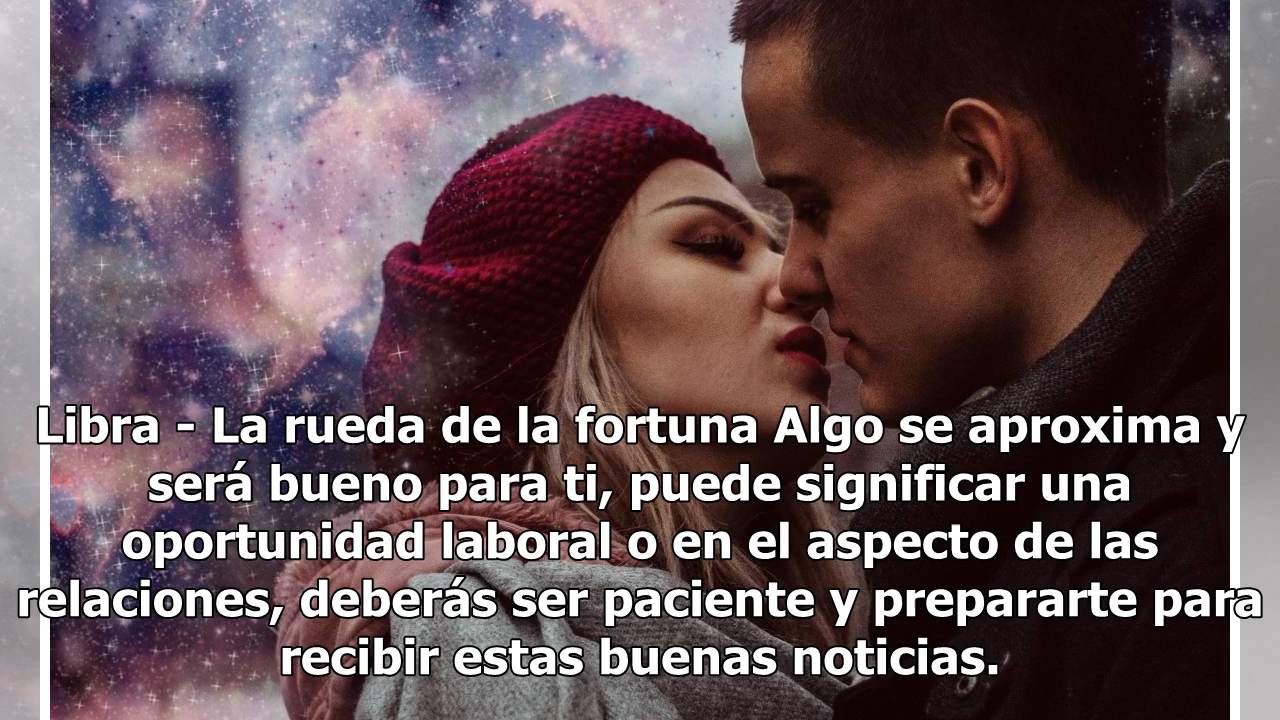 Libra - La rueda de la fortuna Algo se aproxima y
será bueno para ti, puede significar una
oportunidad laboral o en el aspecto de las
relaciones, deberás ser paciente y prepararte para
recibir estas buenas noticias.